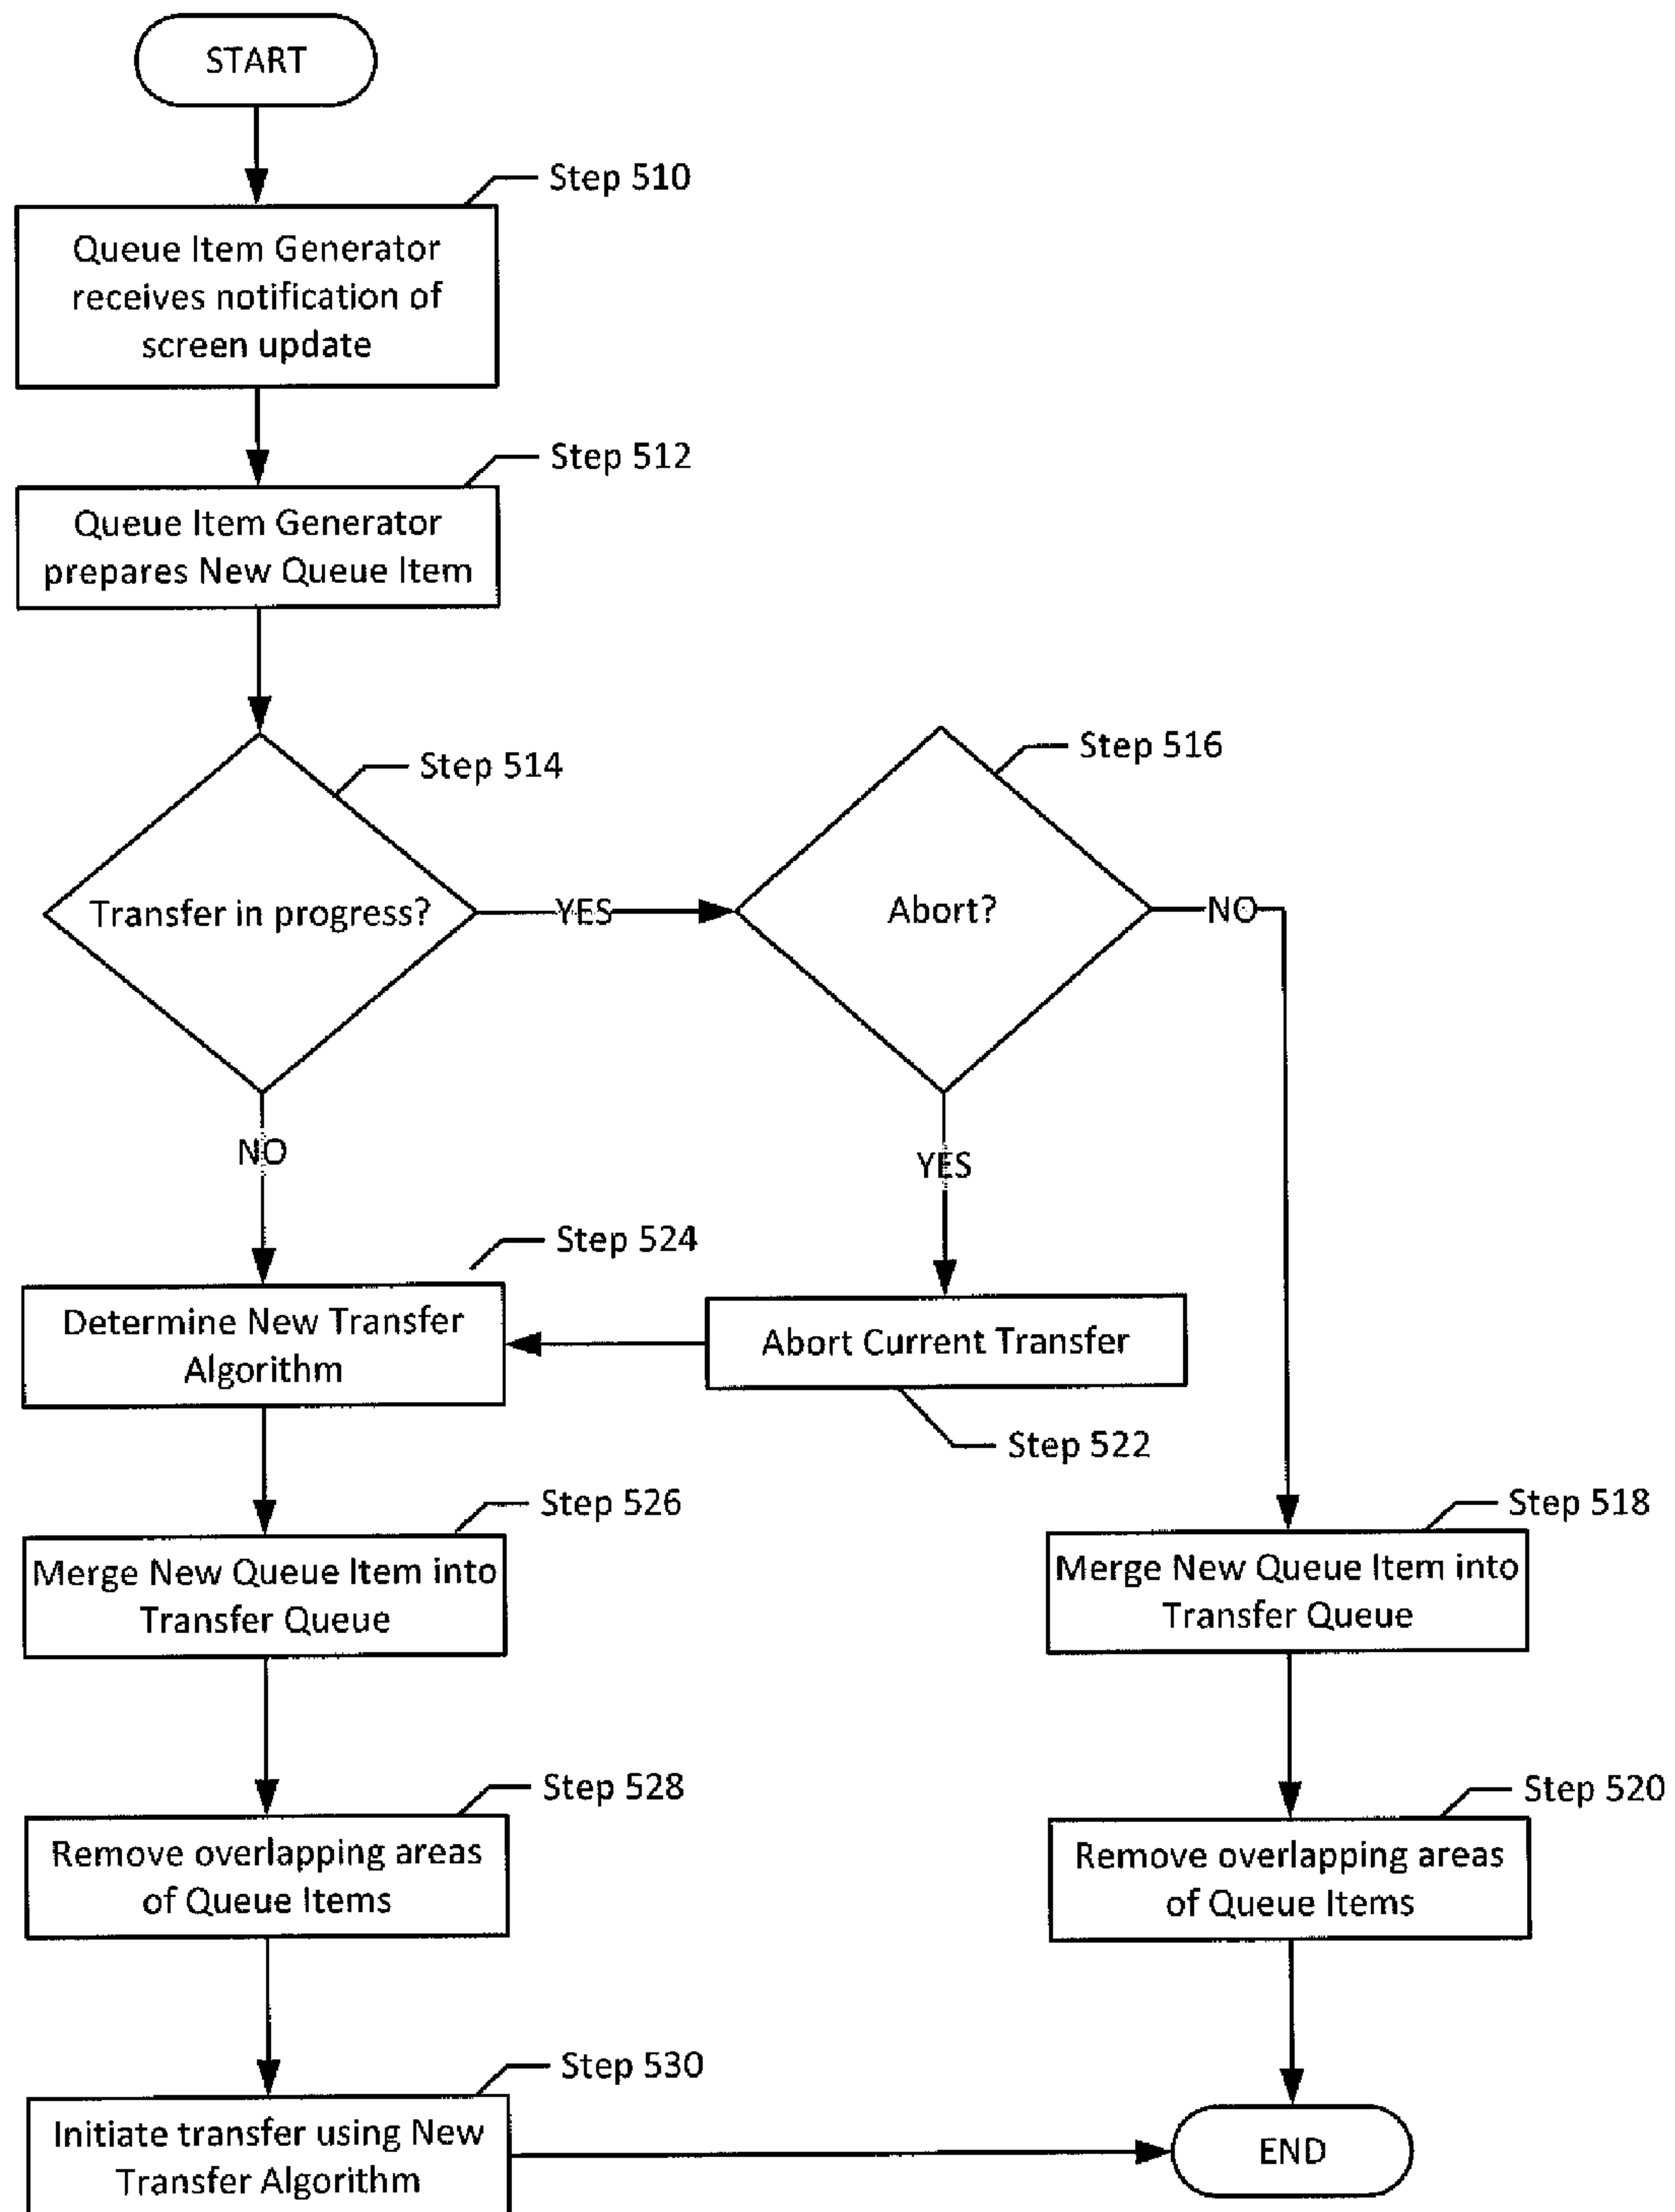 START
Step 510
Queue Item Generator
receives notification of
screen update
Step 512
Queue Item Generator
prepares New Queue Item
Step 514
Transfer in progress?
YES
Step 516
Abort?
NO
NO
YES
Step 524
Determine New Transfer
Algorithm
Abort Current Transfer
Step 522
Step 526
Merge New Queue Item into
Transfer Queue
Step 518
Merge New Queue Item into
Transfer Queue
Step 528
Remove overlapping areas
of Queue Items
Step 520
Remove overlapping areas
of Queue Items
Step 530
Initiate transfer using New
Transfer Algorithm
END